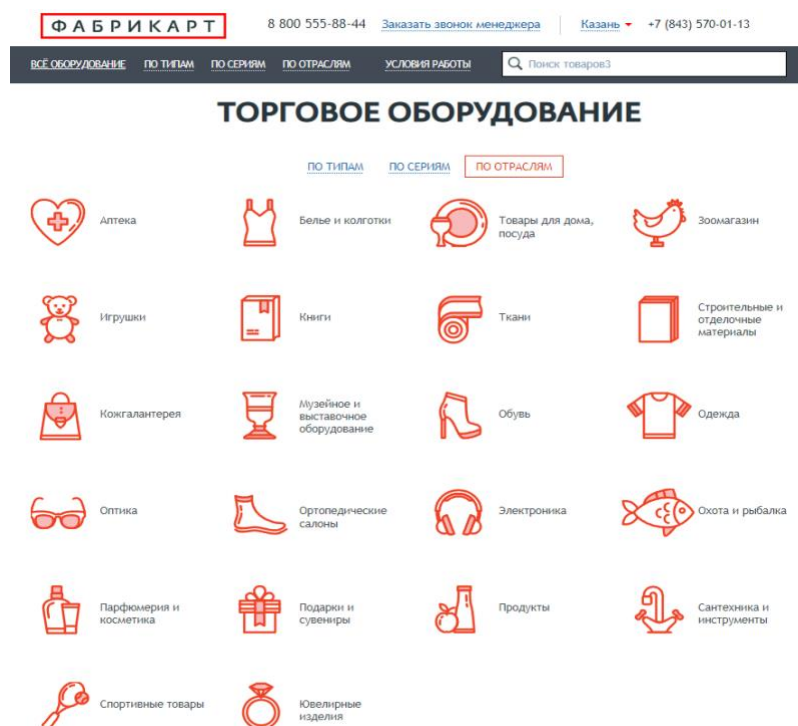 ФАБРИКАРТ
8 800 555-88-44 Заказать звонок менеджера Казань +7 (843) 570-01-13
ВСЁ ОБОРУДОВАНИЕ ПО ТИПАМ ПО СЕРИЯМ ПО ОТРАСЛЯМ УСЛОВИЯ РАБОТЫ Поиск товаров3
ТОРГОВОЕ ОБОРУДОВАНИЕ
ПО ТИПАМ ПО СЕРИЯМ ПО ОТРАСЛЯМ
Аптека
Белье и колготки
Товары для дома,
посуда
Зоомагазин
Игрушки
Книги
Ткани
Строительные и
отделочные
материалы
Кожгалантерея
Музейное и
выставочное
оборудование
Обувь
Одежда
Оптика
Ортопедические
салоны
Электроника
Охота и рыбалка
Парфюмерия и
косметика
Подарки и
сувениры
Продукты
Сантехника и
инструменты
Спортивные товары
Ювелирные
изделия